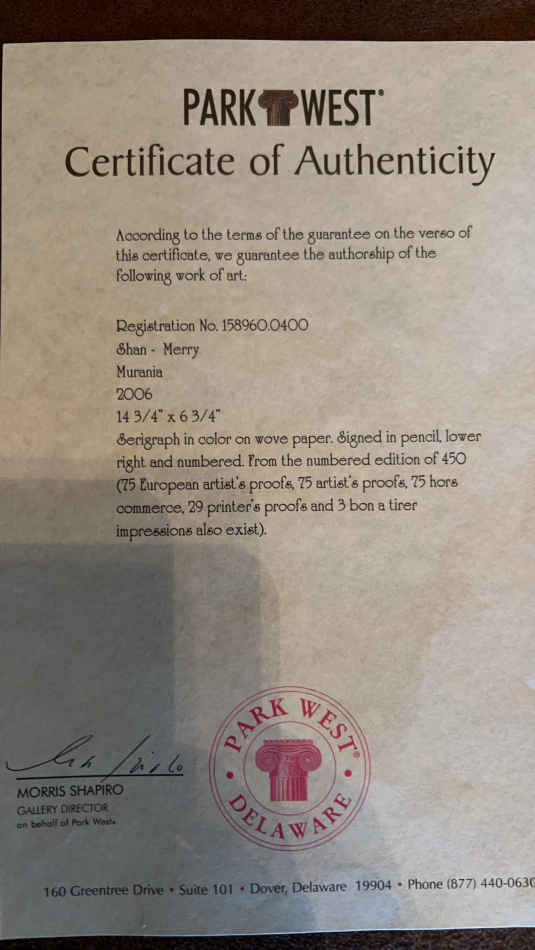 PARK WEST®
Certificate of Authenticity
According to the terms of the guarantee on the verso of
this certificate, we guarantee the authorship of the
following work of art:
Registration No. 158960.0400
Shan - Merry
Murania
2006
14 3/4" x 6 3/4"
Serigraph in color on wove paper. Signed in pencil, lower
right and numbered. From the numbered edition of 450
(75 European artist's proofs, 75 artist's proofs, 75 hors
commerce, 29 printer's proofs and 3 bon a tirer
impressions also exist).
MORRIS SHAPIRO
GALLERY DIRECTOR
on behalf of Park West®
PARK WEST®
DELAWARE
160 Greentree Drive • Suite 101 • Dover, Delaware 19904 • Phone (877) 440-0630